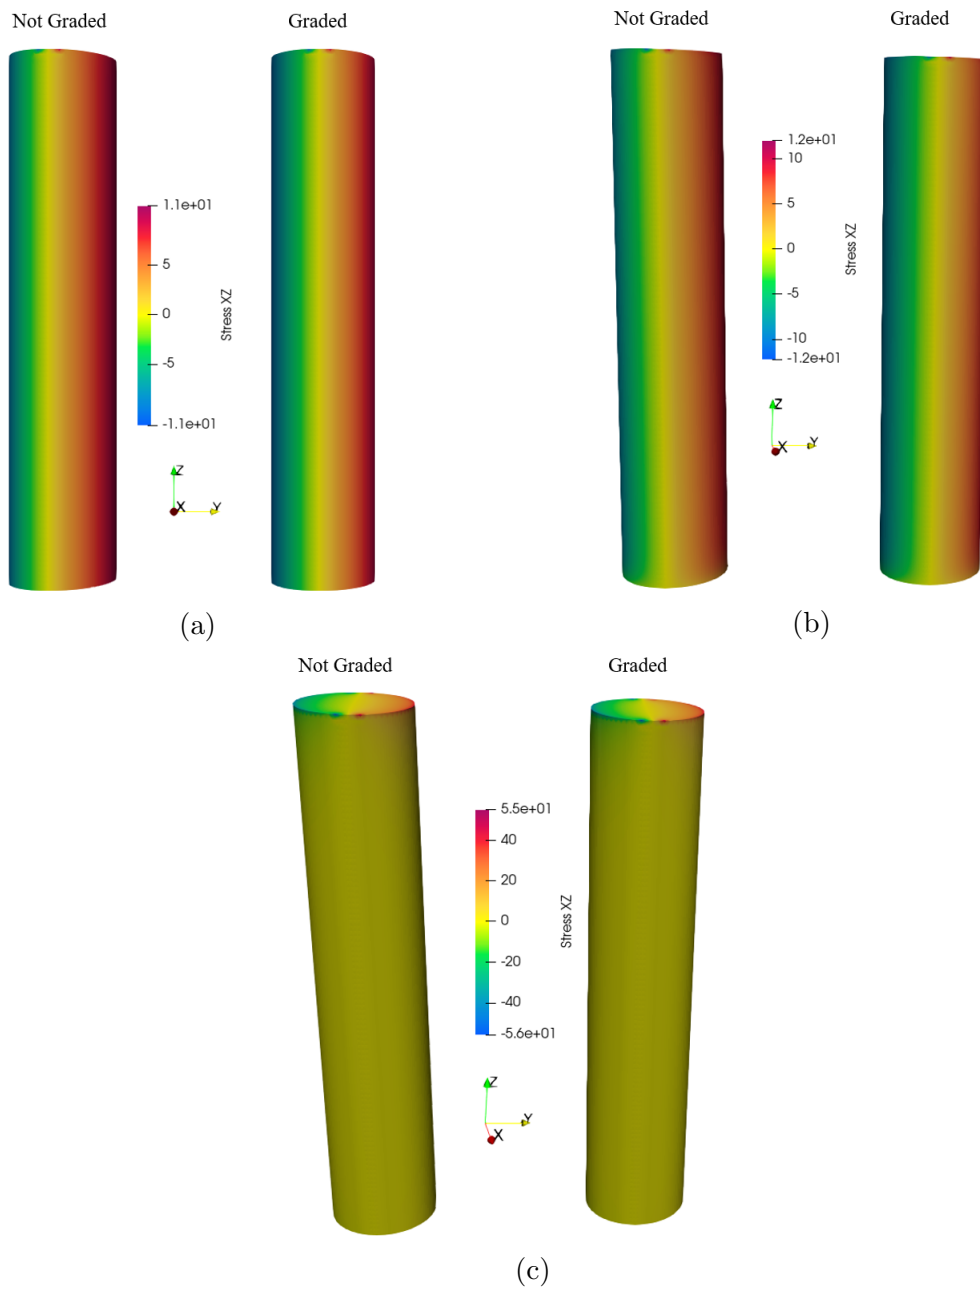 Not Graded
Graded
1.1e+01
5
0
-5
-1.1e+01
Stress XZ
Z
X
Y
(a)
Not Graded
Graded
1.2e+01
10
5
0
-5
-10
-1.2e+01
Stress XZ
Z
X
Y
(b)
Not Graded
Graded
5.5e+01
40
20
0
-20
-40
-5.6e+01
Stress XZ
Z
Y
X
(c)